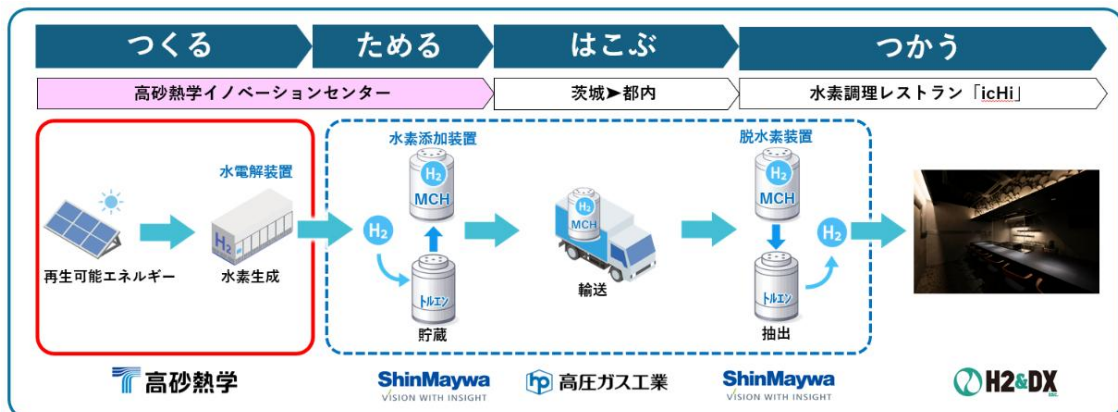 つくる
ためる
はこぶ
つかう
高砂熱学イノベーションセンター
茨城➤都内
水素調理レストラン「icHi」
水電解装置
水素添加装置
脱水素装置
H₂
MCH
H₂
MCH
H₂
MCH
H₂
H₂
H₂
トルエン
トルエン
再生可能エネルギー
水素生成
貯蔵
輸送
抽出
高砂熱学
ShinMaywa
VISION WITH INSIGHT
hp 高圧ガス工業
ShinMaywa
VISION WITH INSIGHT
H2&DX